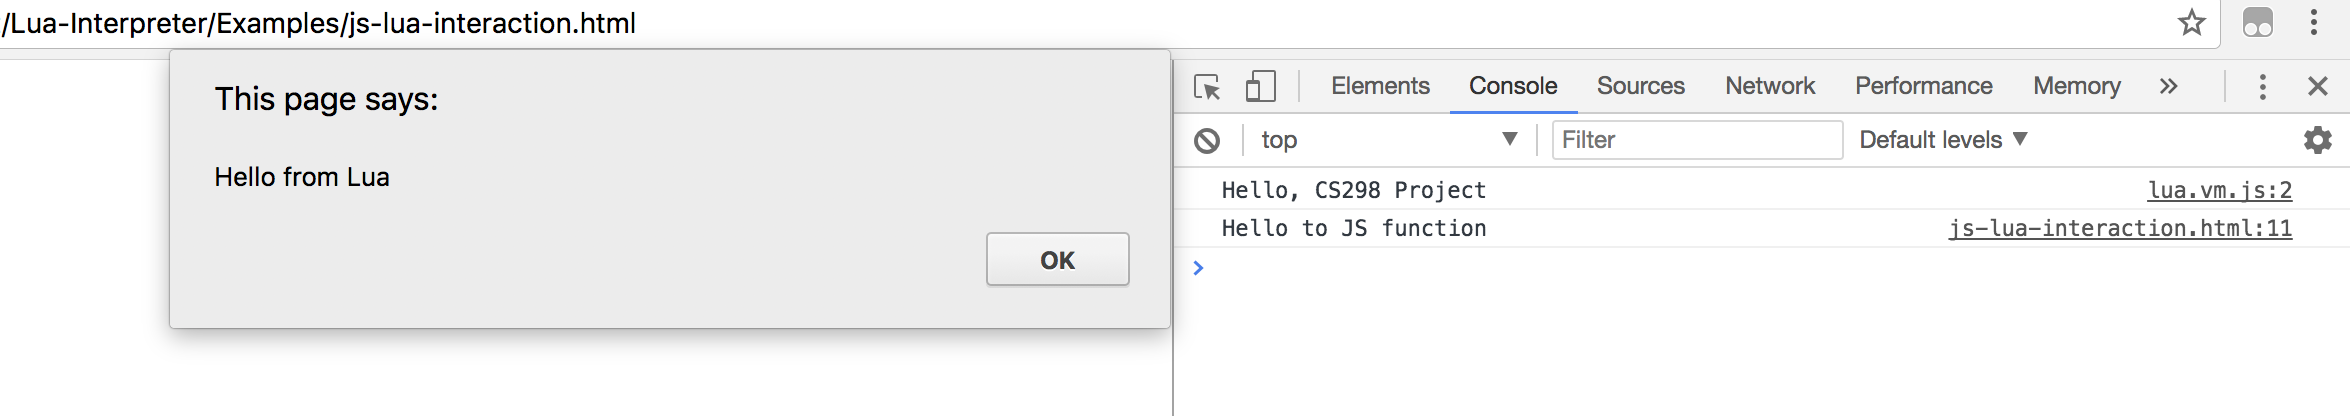 /Lua-Interpreter/Examples/js-lua-interaction.html
This page says:
Hello from Lua
OK
Elements Console Sources Network Performance Memory »
top ▼ Filter Default levels ▼
Hello, CS298 Project lua.vm.js:2
Hello to JS function js-lua-interaction.html:11
>